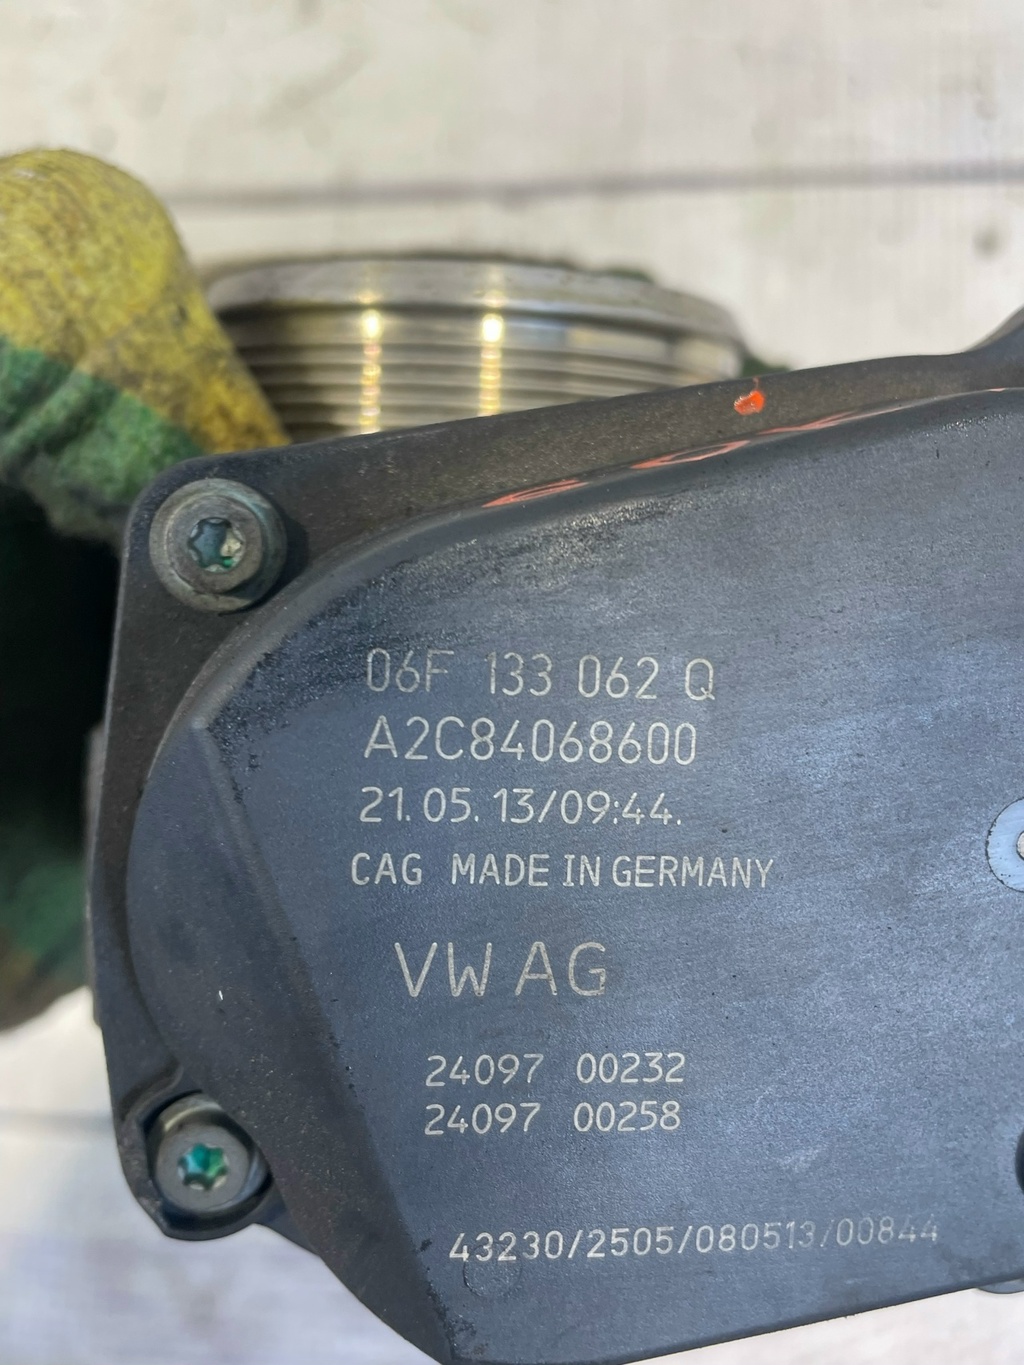 06F 133 062 Q
A2C84068600
21.05.13/09:44.
CAG MADE IN GERMANY
VW AG
24097 00232
24097 00258
43230/2505/080513/00844